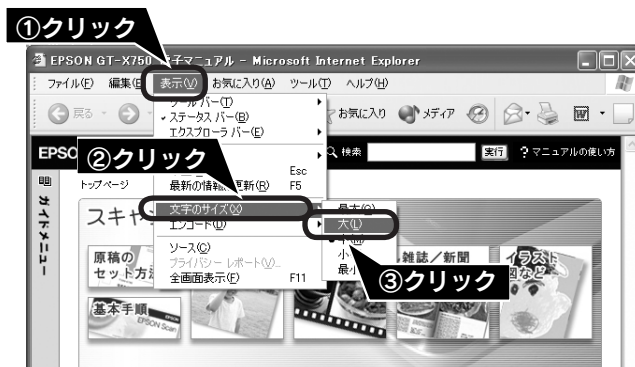 ①クリック
EPSON GT-X750 電子マニュアル - Microsoft Internet Explorer
ファイル(F) 編集(E) 表示(V) お気に入り(A) ツール(T) ヘルプ(H)
戻る お気に入り メディア
ツール バー(T)
ステータス バー(B)
エクスプローラ バー(E)
EPSO 検索 実行 ?マニュアルの使い方
②クリック
Esc
トップページ 最新の情報に更新(R) F5
ガイドメニュー
文字のサイズ(X) 最大(G)
スキャ エンコード(D) 大(L)
中(M)
ソース(C) 小
プライバシー レポート(V)... 最小
全画面表示(F) F11
③クリック
原稿の
セット方法
雑誌/新聞
イラスト
図など
基本手順
EPSON Scan